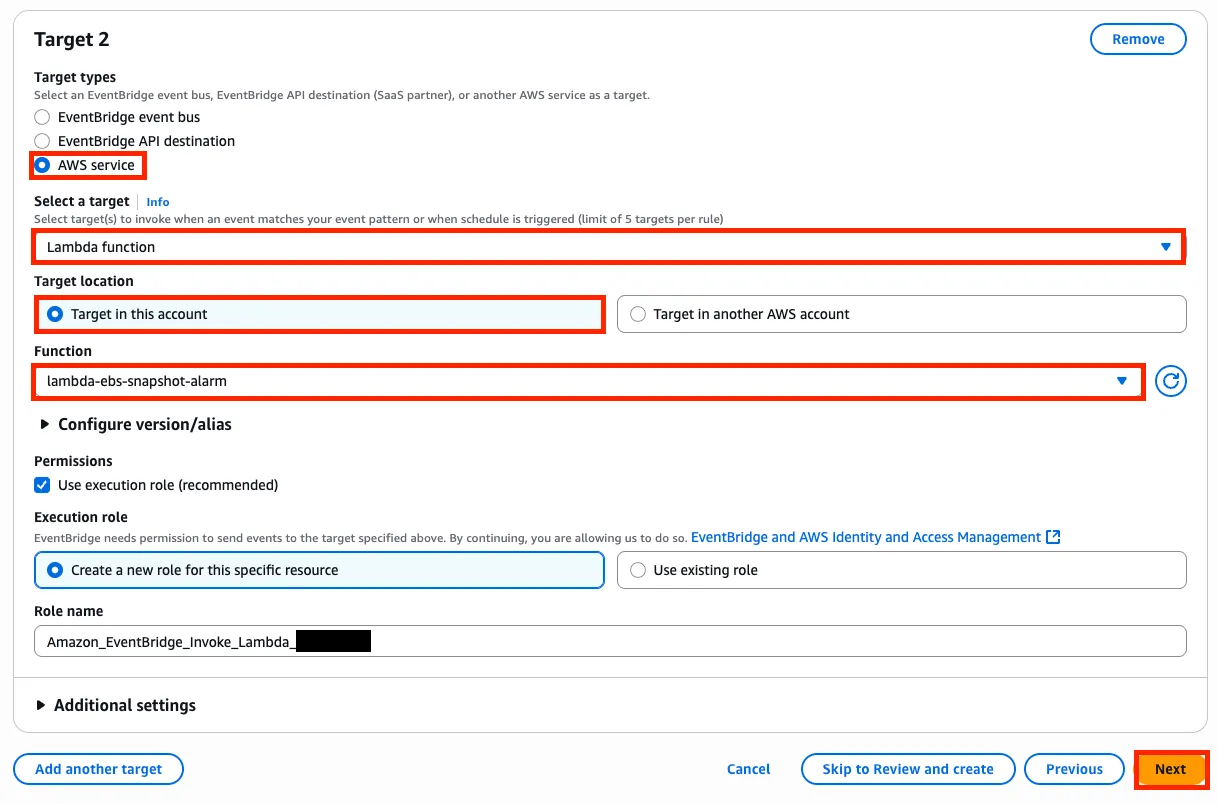 Target 2
Remove
Target types
Select an EventBridge event bus, EventBridge API destination (SaaS partner), or another AWS service as a target.
EventBridge event bus
EventBridge API destination
AWS service
Select a target Info
Select target(s) to invoke when an event matches your event pattern or when schedule is triggered (limit of 5 targets per rule)
Lambda function
Target location
Target in this account
Target in another AWS account
Function
lambda-ebs-snapshot-alarm
Configure version/alias
Permissions
Use execution role (recommended)
Execution role
EventBridge needs permission to send events to the target specified above. By continuing, you are allowing us to do so. EventBridge and AWS Identity and Access Management
Create a new role for this specific resource
Use existing role
Role name
Amazon_EventBridge_Invoke_Lambda_
Additional settings
Add another target
Cancel
Skip to Review and create
Previous
Next